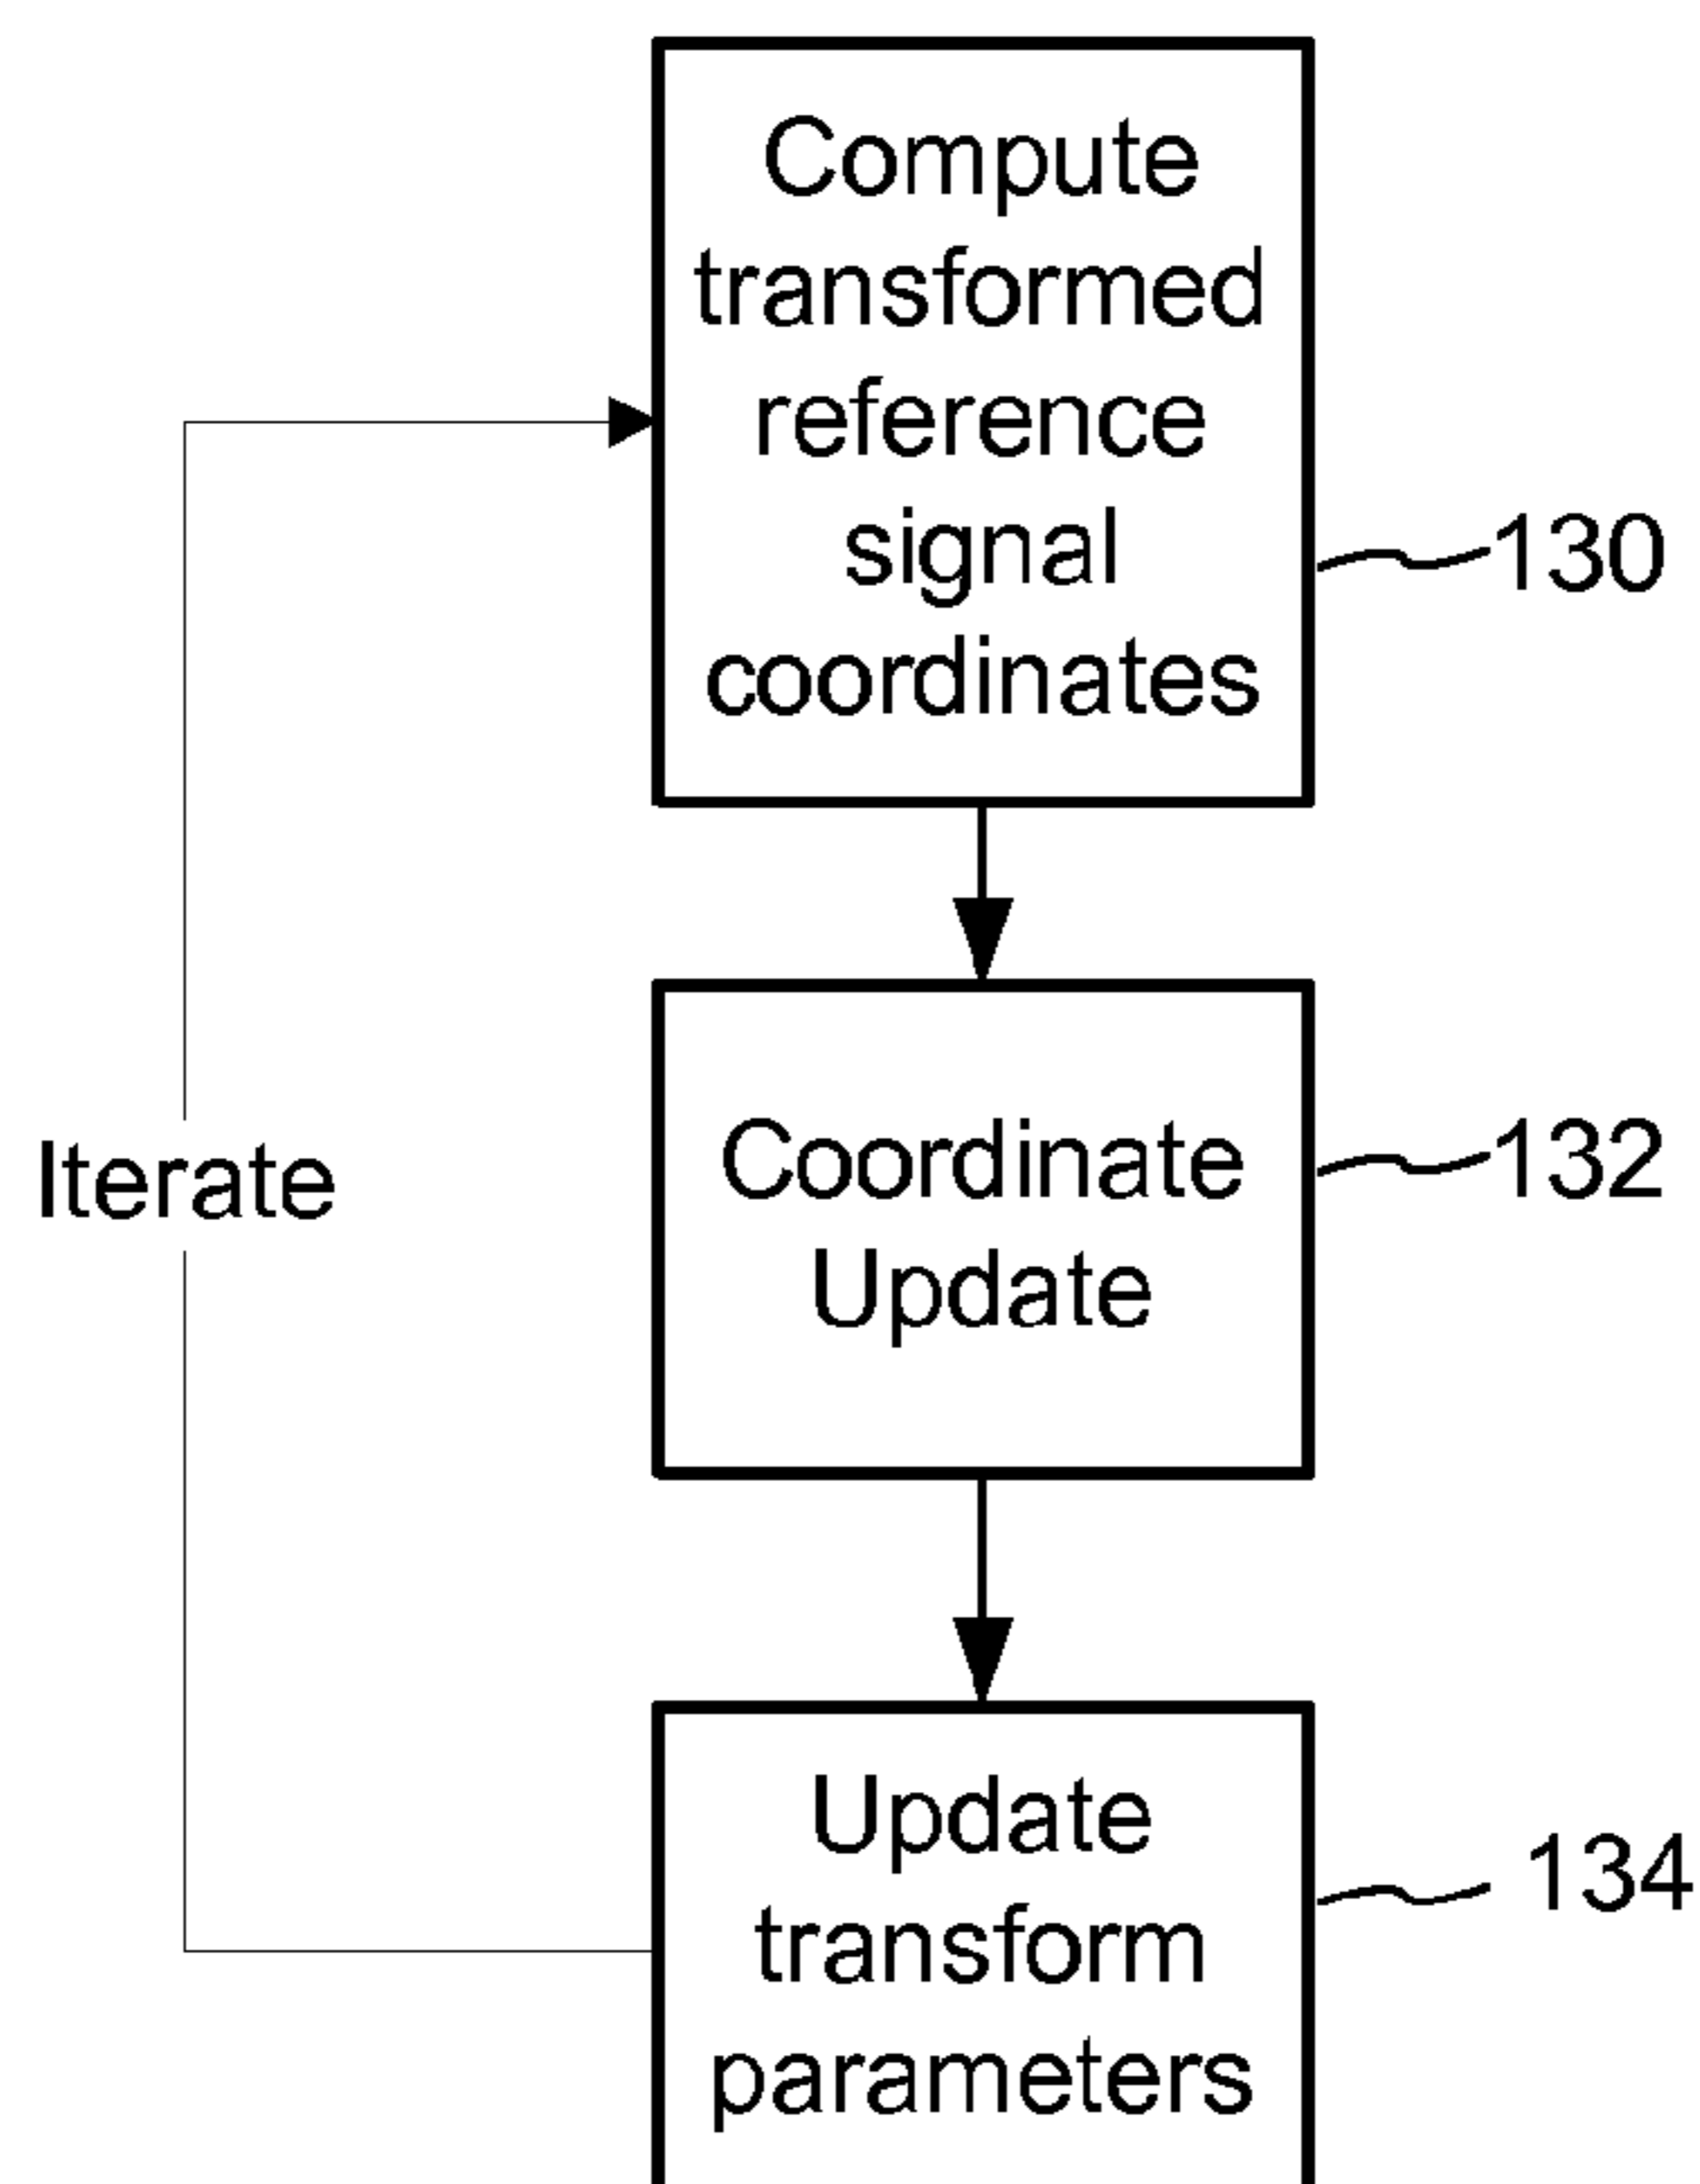 Compute
transformed
reference
signal
coordinates
130
Coordinate
Update
132
Iterate
Update
transform
parameters
134